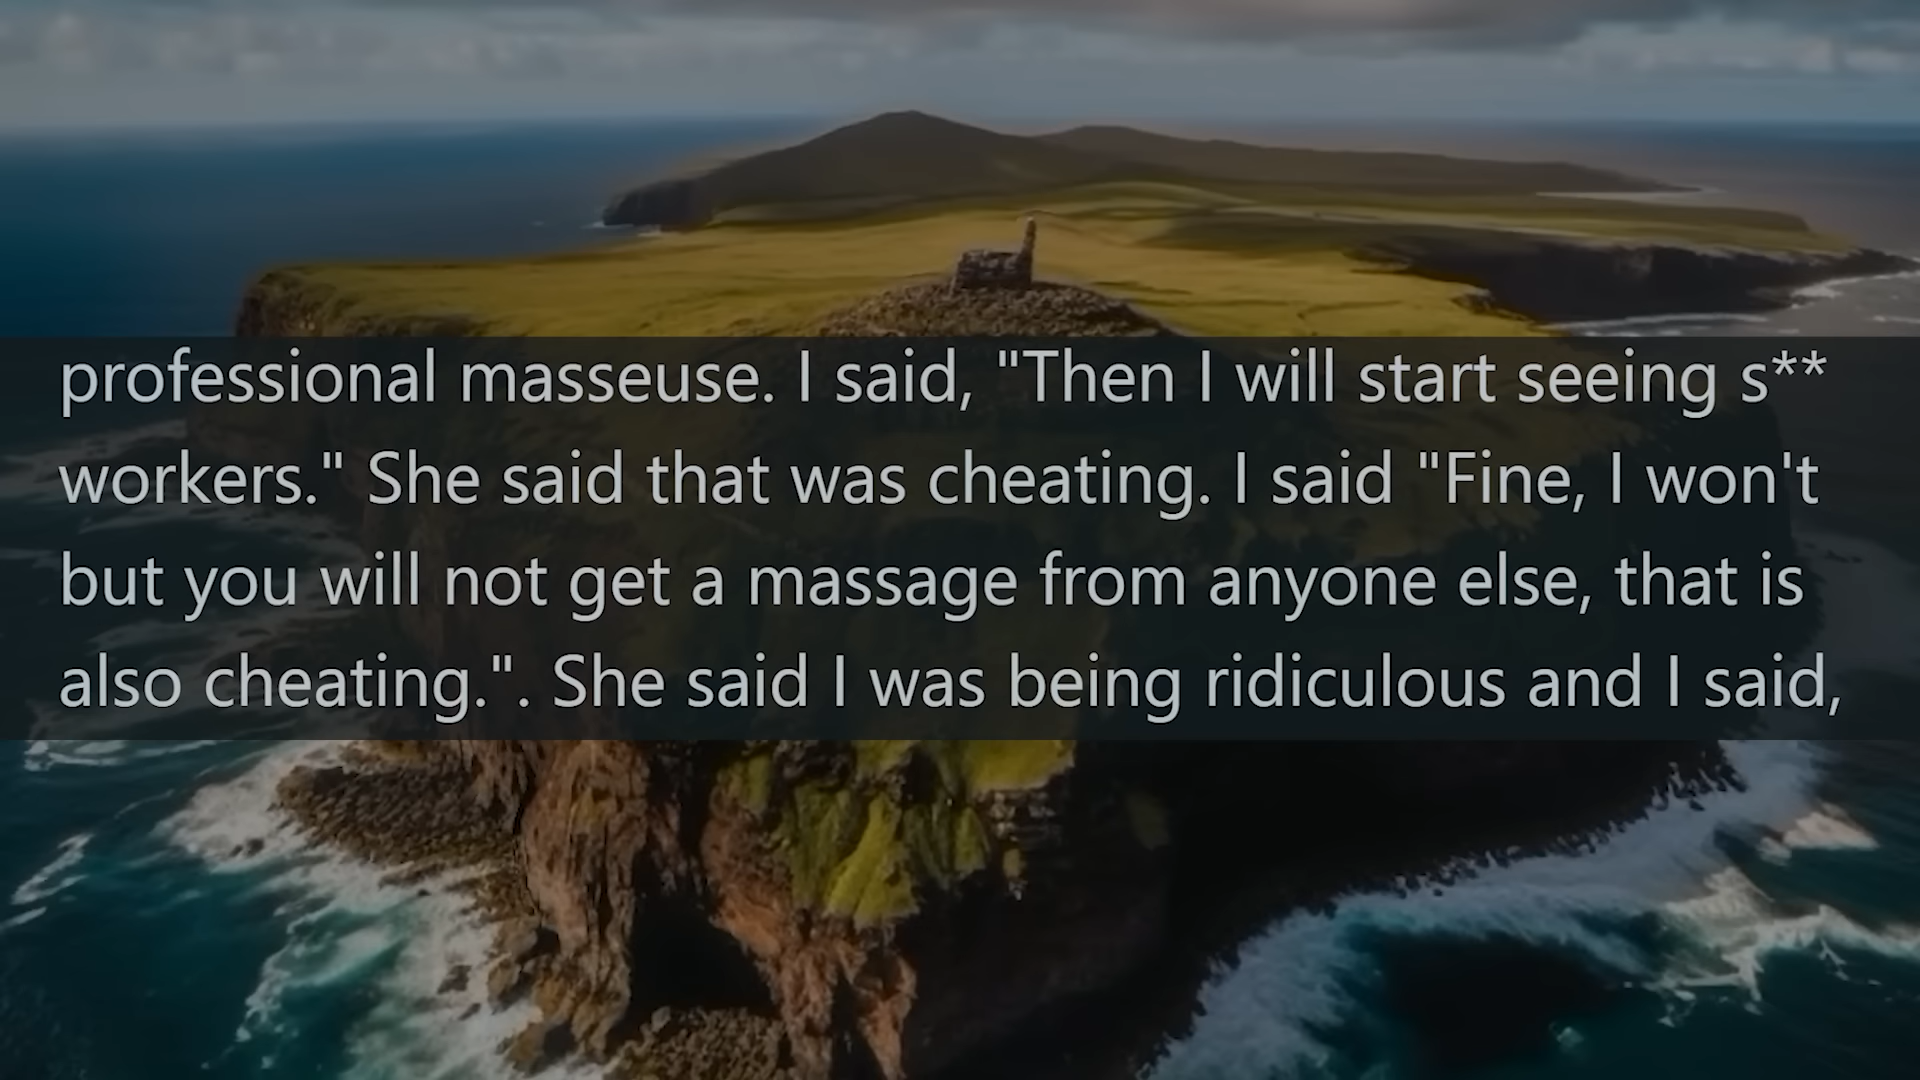 professional masseuse. I said, "Then I will start seeing s**
workers." She said that was cheating. I said "Fine, I won't
but you will not get a massage from anyone else, that is
also cheating.". She said I was being ridiculous and I said,